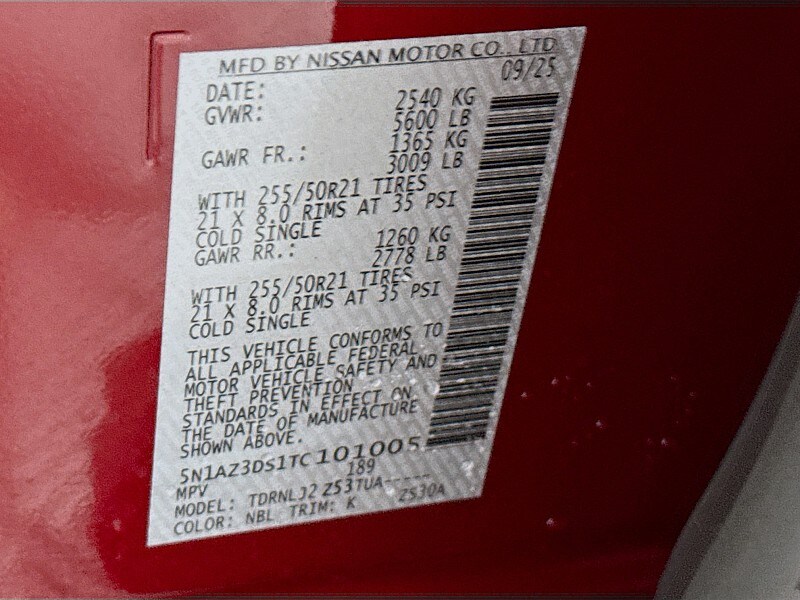 MFD BY NISSAN MOTOR CO., LTD
DATE: 09/25
GVWR: 2540 KG
5600 LB
GAWR FR.: 1365 KG
3009 LB
WITH 255/50R21 TIRES
21 X 8.0 RIMS AT 35 PSI
COLD SINGLE
GAWR RR.: 1260 KG
2778 LB
WITH 255/50R21 TIRES
21 X 8.0 RIMS AT 35 PSI
COLD SINGLE
THIS VEHICLE CONFORMS TO
ALL APPLICABLE FEDERAL
MOTOR VEHICLE SAFETY AND
THEFT PREVENTION
STANDARDS IN EFFECT ON
THE DATE OF MANUFACTURE
SHOWN ABOVE.
5N1AZ3DS1TC101005
MPV 189
MODEL: TDRNLJ2Z53TUA-----
COLOR: NBL TRIM: K ZS30A